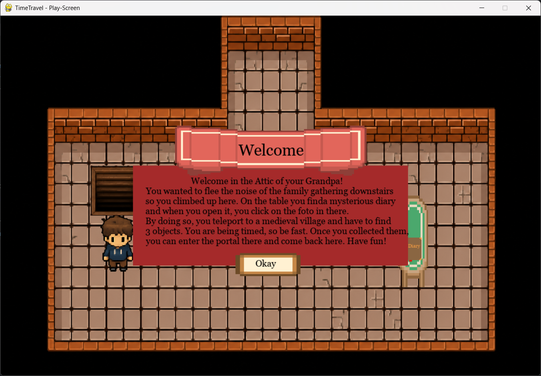 TimeTravel - Play-Screen
Welcome
Welcome in the Attic of your Grandpa!
You wanted to flee the noise of the family gathering downstairs
so you climbed up here. On the table you finda mysterious diary
and when you open it, you click on the foto in there.
By doing so, you teleport to a medieval village and have to find
3 objects. You are being timed, so be fast. Once you collected them,
you can enter the portal there and come back here. Have fun!
Okay